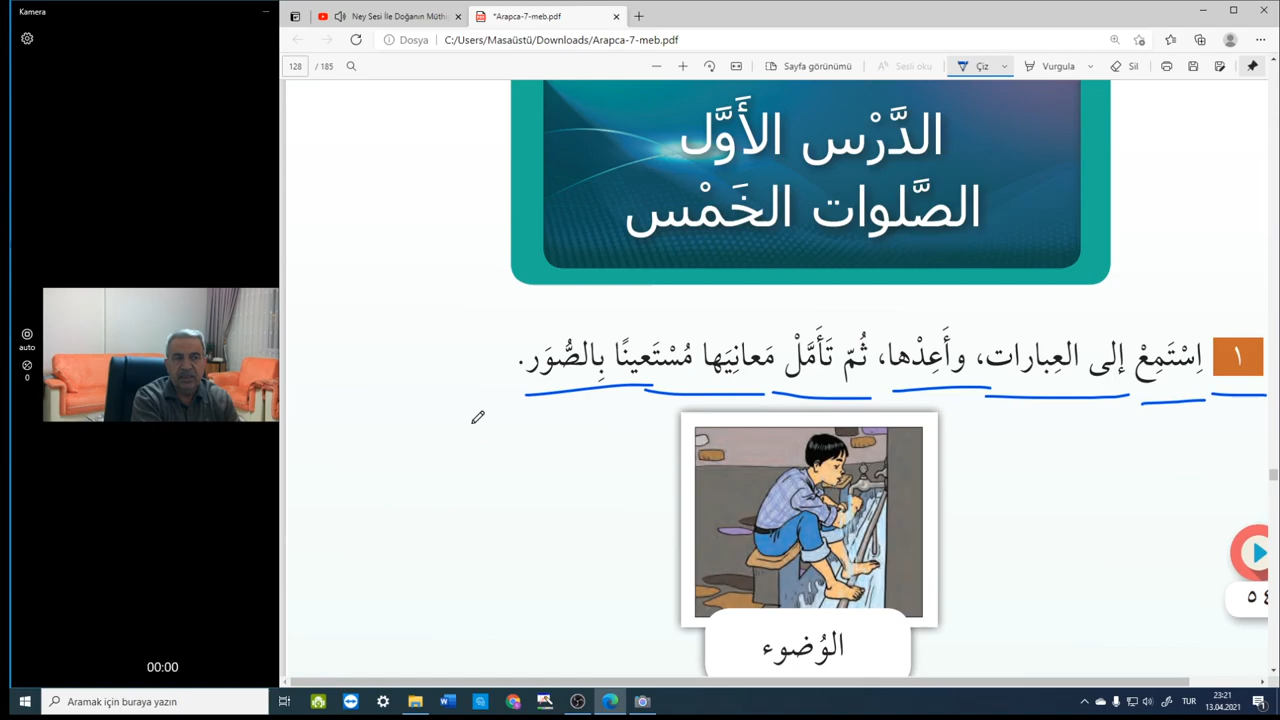 Kamera
Ney Sesi İle Doğanın Müthi
*Arapca-7-meb.pdf
Dosya
C:/Users/Masaüstü/Downloads/Arapca-7-meb.pdf
128 / 185
Sayfa görünümü
Sesli oku
Çiz
Vurgula
Sil
الدَّرْس الأَوَّل
الصَّلوات الخَمْس
١ اِسْتَمِعْ إلى العِبارات، وأَعِدْها، ثُمّ تَأَمَّلْ مَعانِيَها مُسْتَعينًا بِالصُّوَر.
auto
0
٥٤
الوُضوء
00:00
Aramak için buraya yazın
TUR
23:21
13.04.2021